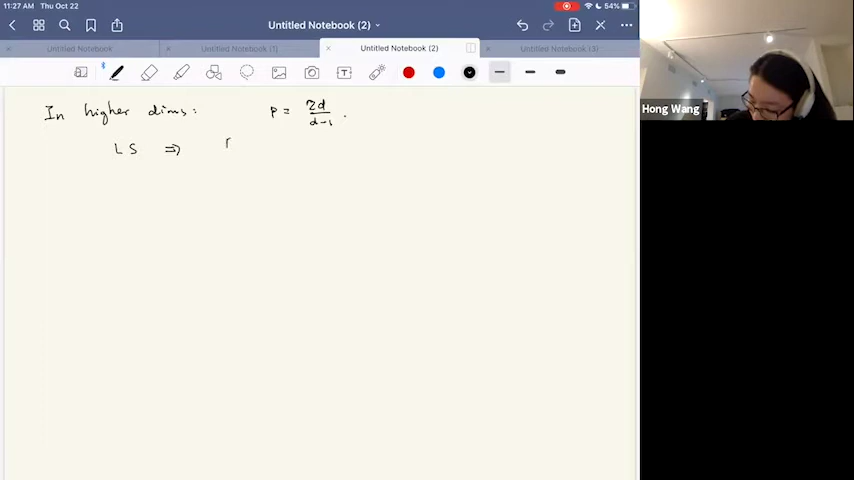 11:27 AM Thu Oct 22
54%
Untitled Notebook (2)
Untitled Notebook
Untitled Notebook (1)
Untitled Notebook (2)
Untitled Notebook (3)
Hong Wang
In higher dims: p = 2d/(d-1).
LS ⇒